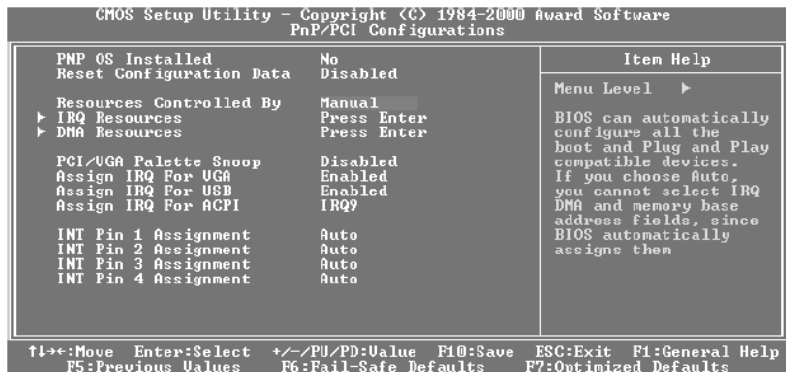 CMOS Setup Utility - Copyright (C) 1984-2000 Award Software
PnP/PCI Configurations
PNP OS Installed No
Reset Configuration Data Disabled
Resources Controlled By Manual
IRQ Resources Press Enter
DMA Resources Press Enter
PCI/VGA Palette Snoop Disabled
Assign IRQ For VGA Enabled
Assign IRQ For USB Enabled
Assign IRQ For ACPI IRQ9
INT Pin 1 Assignment Auto
INT Pin 2 Assignment Auto
INT Pin 3 Assignment Auto
INT Pin 4 Assignment Auto
Item Help
Menu Level ►
BIOS can automatically
configure all the
boot and Plug and Play
compatible devices.
If you choose Auto,
you cannot select IRQ
DMA and memory base
address fields, since
BIOS automatically
assigns them
↑↓→←:Move Enter:Select +/-/PU/PD:Value F10:Save ESC:Exit F1:General Help
F5:Previous Values F6:Fail-Safe Defaults F7:Optimized Defaults